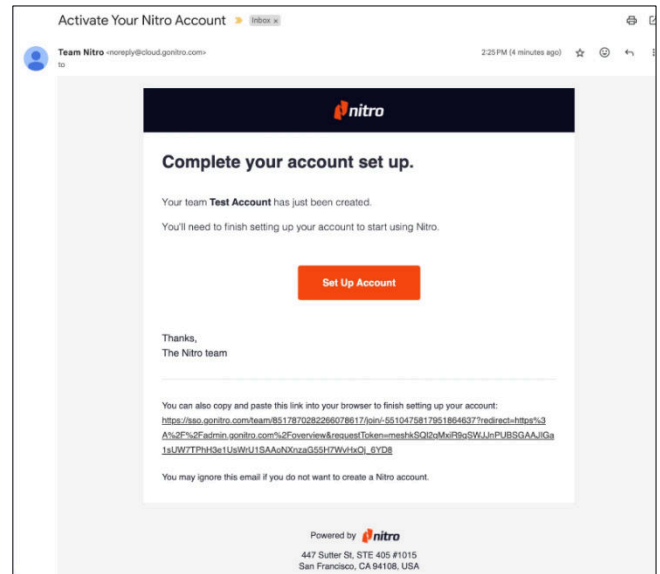 Activate Your Nitro Account
Inbox x
Team Nitro <noreply@cloud.gonitro.com>
2:25 PM (4 minutes ago)
to
nitro
Complete your account set up.
Your team Test Account has just been created.
You'll need to finish setting up your account to start using Nitro.
Set Up Account
Thanks,
The Nitro team
You can also copy and paste this link into your browser to finish setting up your account:
https://sso.gonitro.com/team/8517870282266078617/join/-5510475817951864637?redirect=https%3
A%2F%2Fadmin.gonitro.com%2Foverview&requestToken=meshkSQI2qMxiR9qSWJJnPUBSGAAJIGa
1sUW7TPhH3e1UsWrU1SAAoNXnzaG55H7WvHxOj_6YD8
You may ignore this email if you do not want to create a Nitro account.
Powered by nitro
447 Sutter St, STE 405 #1015
San Francisco, CA 94108, USA